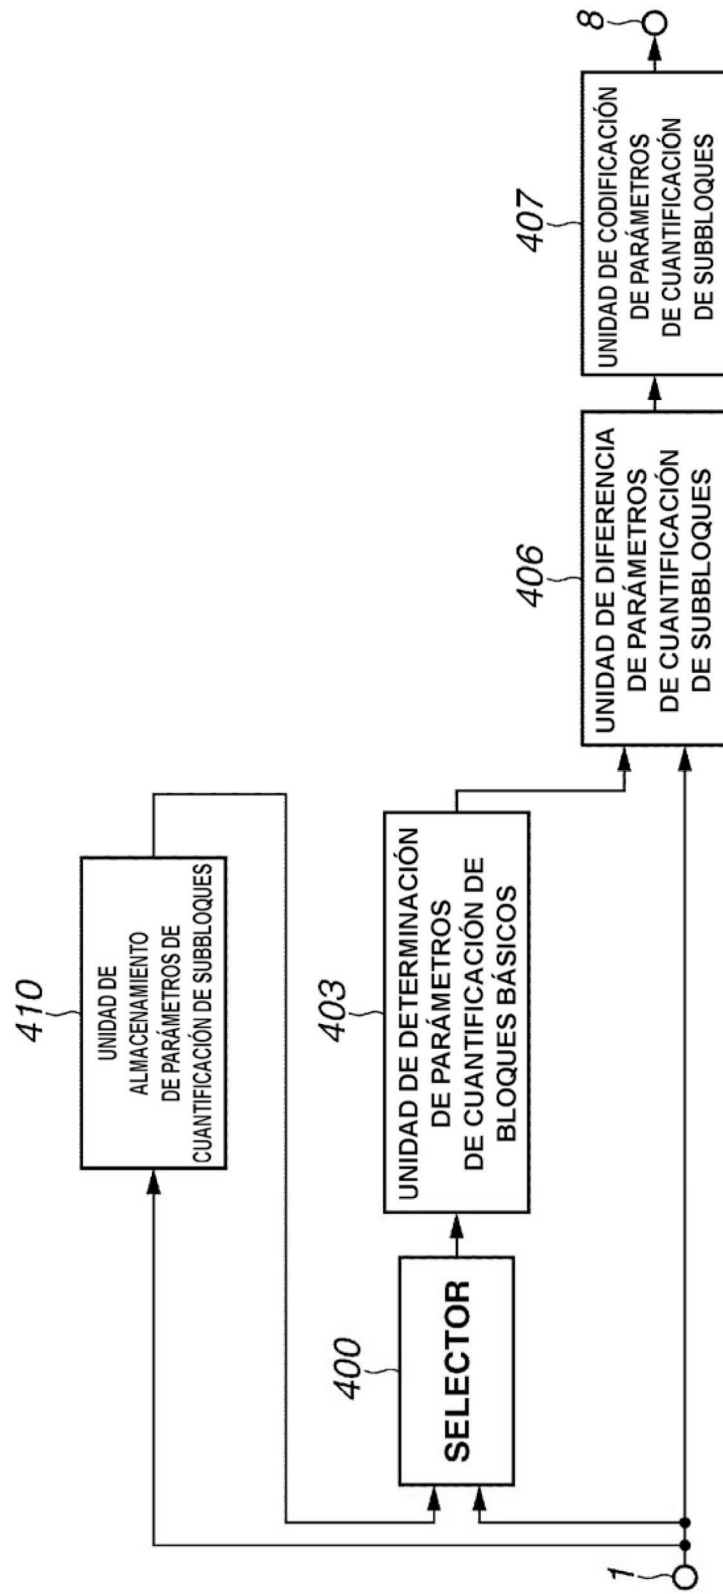 410
UNIDAD DE
ALMACENAMIENTO
DE PARÁMETROS DE
CUANTIFICACIÓN DE SUBBLOQUES
400
SELECTOR
403
UNIDAD DE DETERMINACIÓN
DE PARÁMETROS
DE CUANTIFICACIÓN DE
BLOQUES BÁSICOS
406
UNIDAD DE DIFERENCIA
DE PARÁMETROS
DE CUANTIFICACIÓN
DE SUBBLOQUES
407
UNIDAD DE CODIFICACIÓN
DE PARÁMETROS
DE CUANTIFICACIÓN
DE SUBBLOQUES
1
8